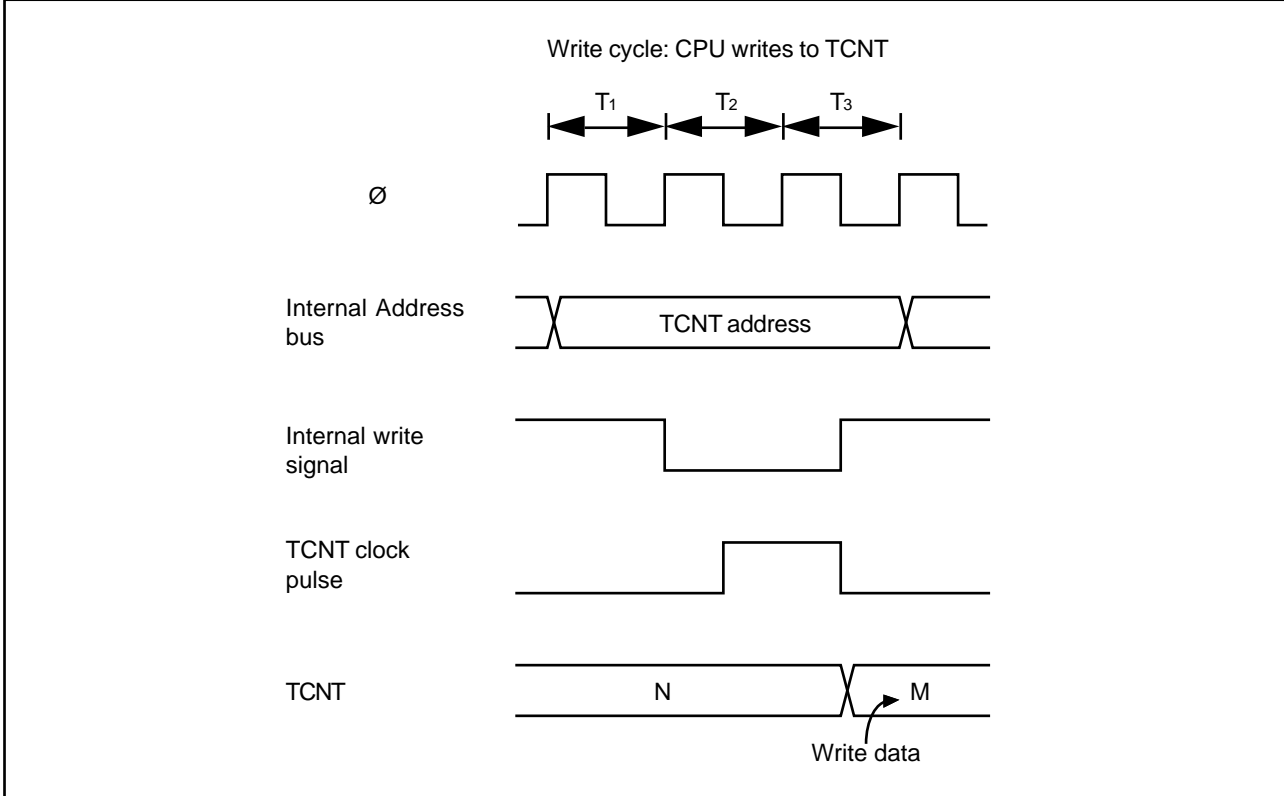 Write cycle: CPU writes to TCNT
T1 T2 T3
Ø
Internal Address
bus
TCNT address
Internal write
signal
TCNT clock
pulse
TCNT
N
M
Write data